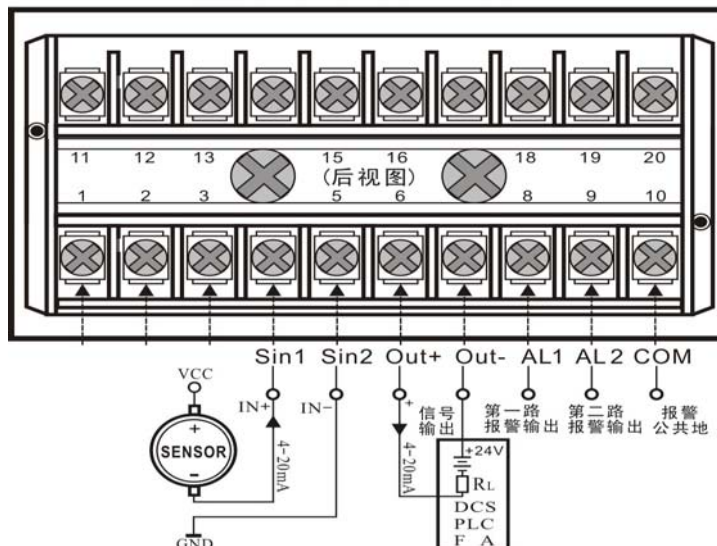 11 12 13 15 16 18 19 20
(后视图)
1 2 3 5 6 8 9 10
Sin1 Sin2 Out+ Out- AL1 AL2 COM
VCC
IN+ IN−
+
信号
输出
第一路
报警输出
第二路
报警输出
报警
公共地
+
SENSOR
−
4-20mA
4-20mA
+24V
RL
DCS
PLC
F A
GND